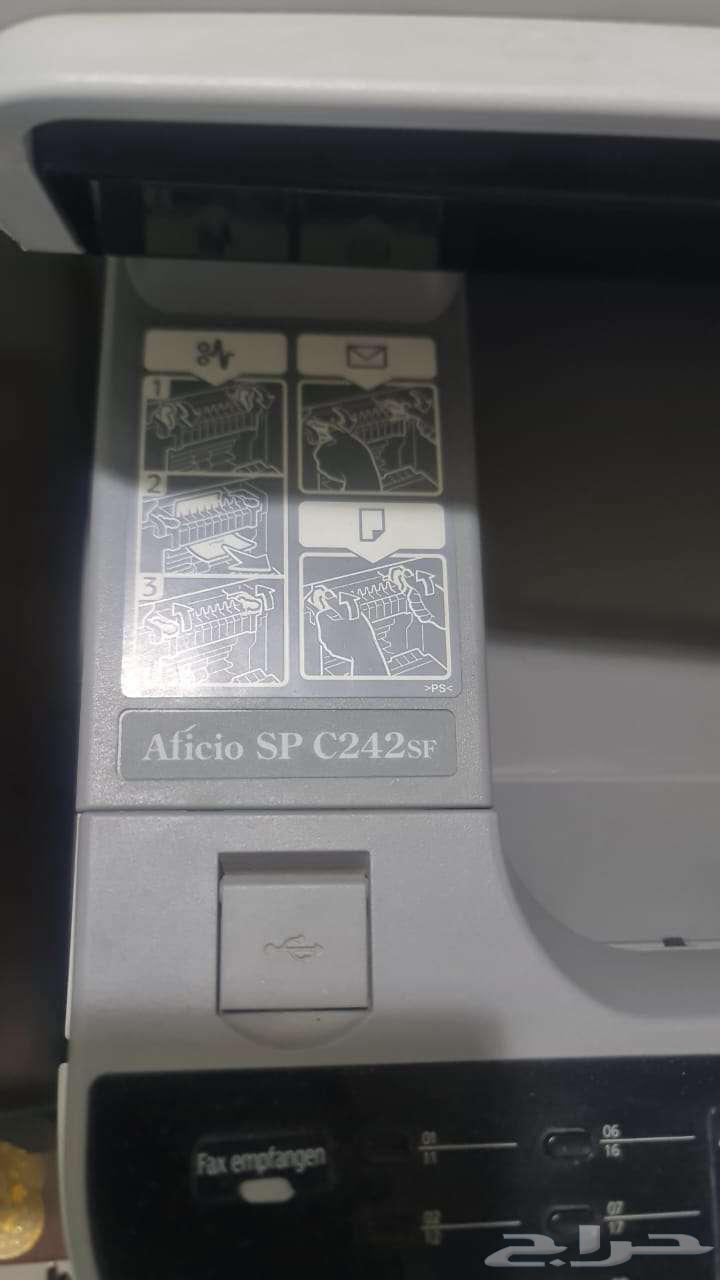 1
2
3
>PS<
Aficio SP C242SF
Fax empfangen
01
11
06
16
02
12
07
17
حراج